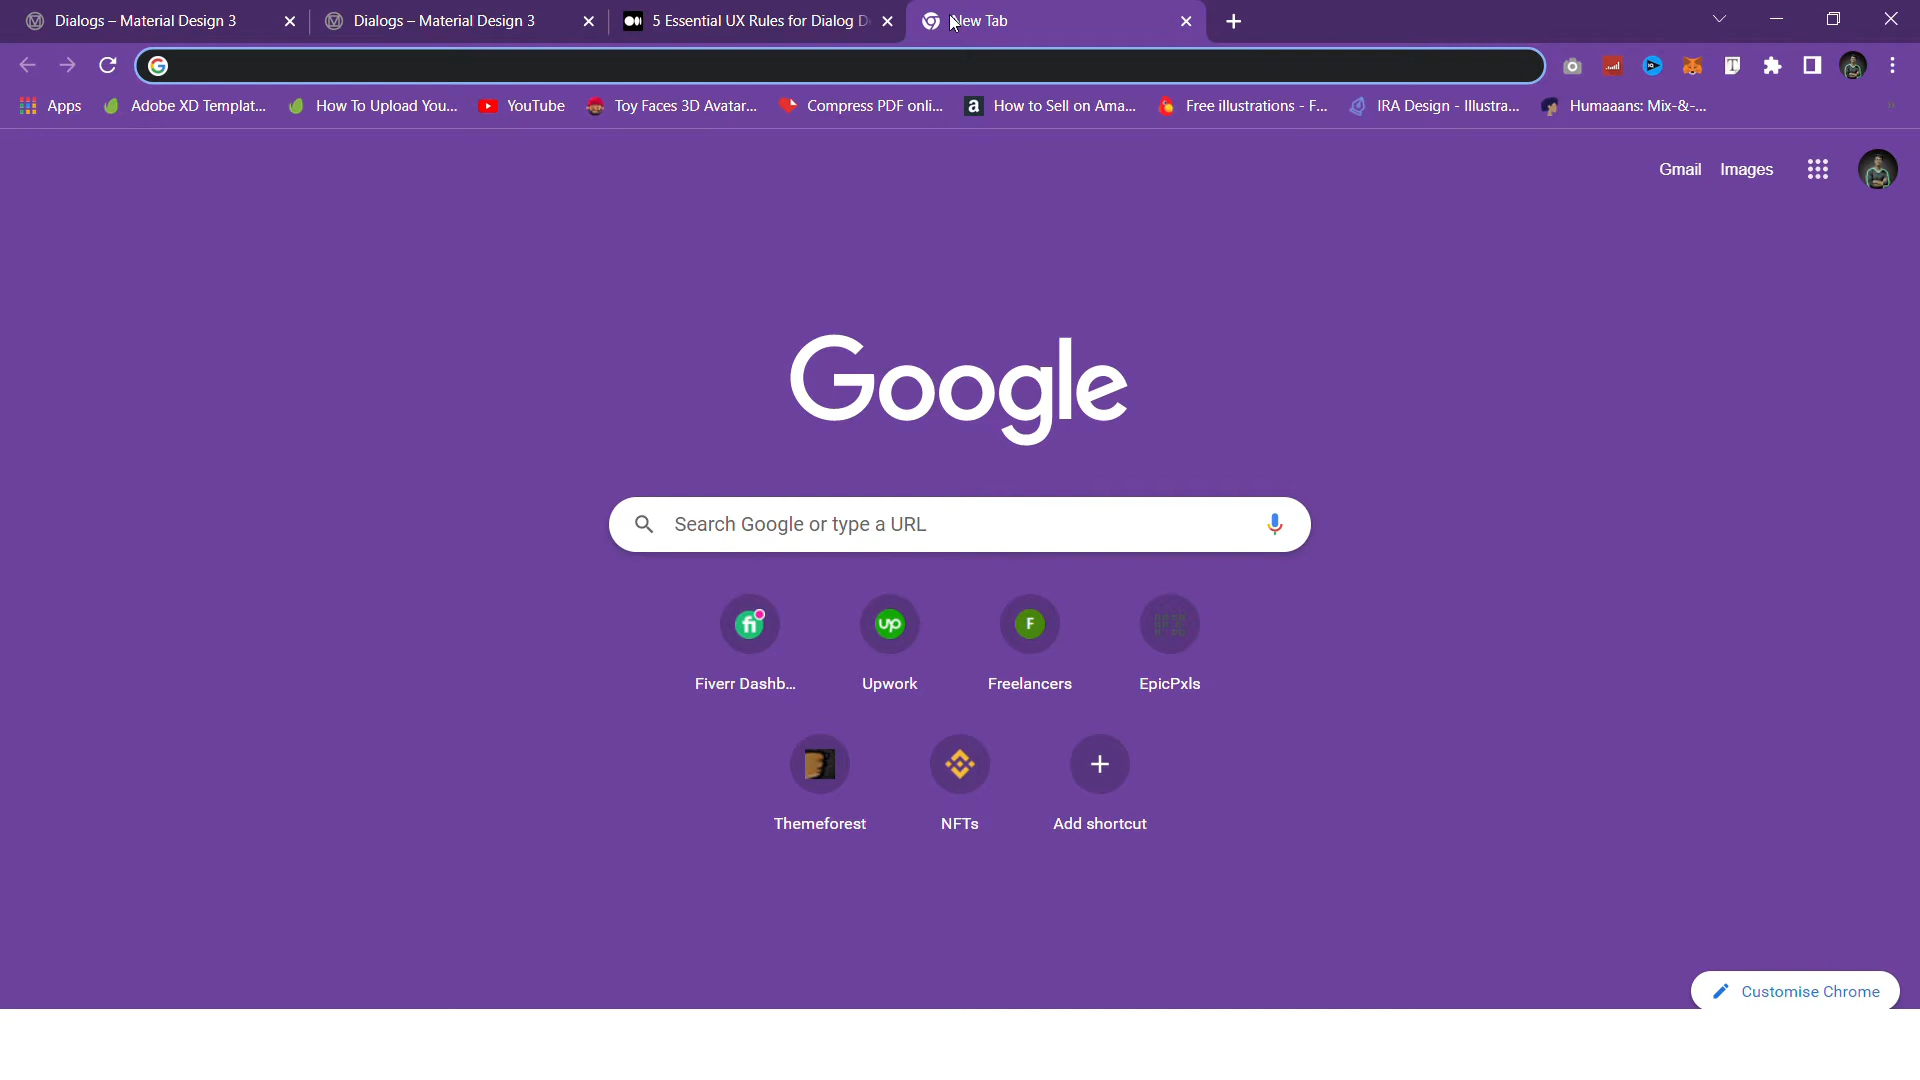 Dialogs – Material Design 3
Dialogs – Material Design 3
5 Essential UX Rules for Dialog D
New Tab
Apps
Adobe XD Templat...
How To Upload You...
YouTube
Toy Faces 3D Avatar...
Compress PDF onli...
How to Sell on Ama...
Free illustrations - F...
IRA Design - Illustra...
Humaaans: Mix-&-...
Gmail
Images
Google
Search Google or type a URL
fi
up
F
Fiverr Dashb...
Upwork
Freelancers
EpicPxls
Themeforest
NFTs
Add shortcut
Customise Chrome